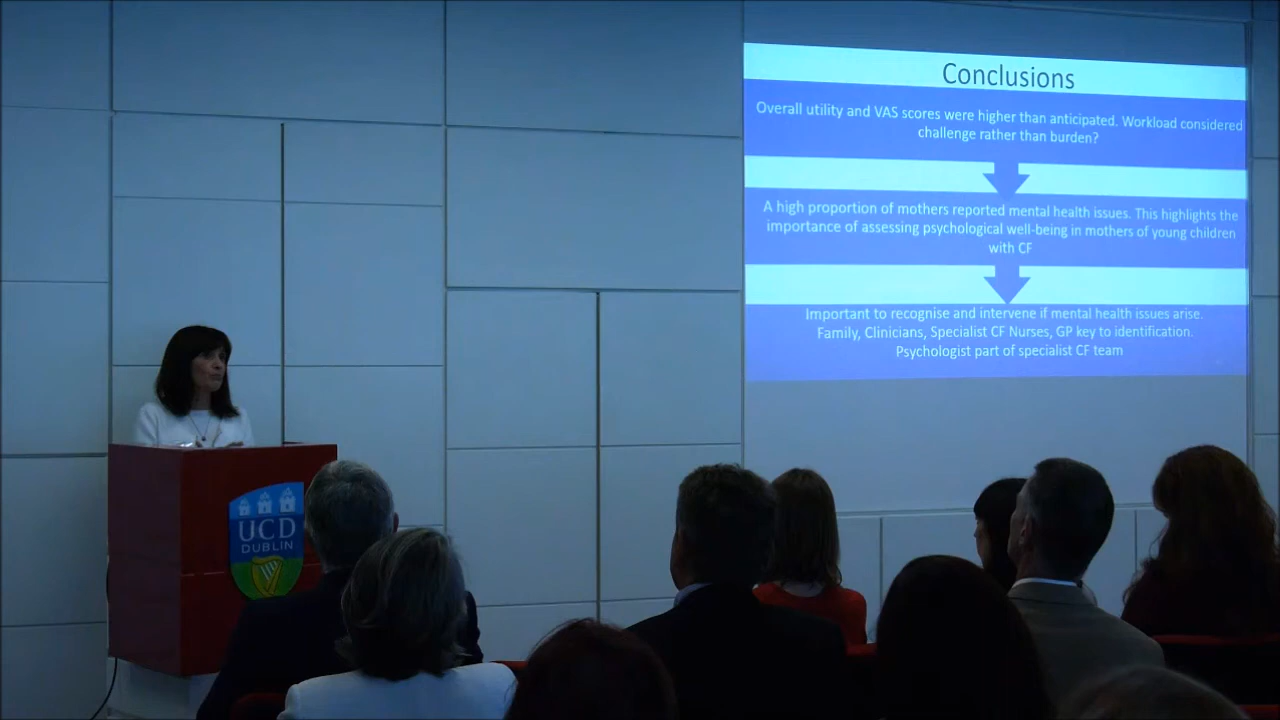 Conclusions
Overall utility and VAS scores were higher than anticipated. Workload considered
challenge rather than burden?
A high proportion of mothers reported mental health issues. This highlights the
importance of assessing psychological well-being in mothers of young children
with CF
Important to recognise and intervene if mental health issues arise.
Family, Clinicians, Specialist CF Nurses, GP key to identification.
Psychologist part of specialist CF team
UCD
DUBLIN